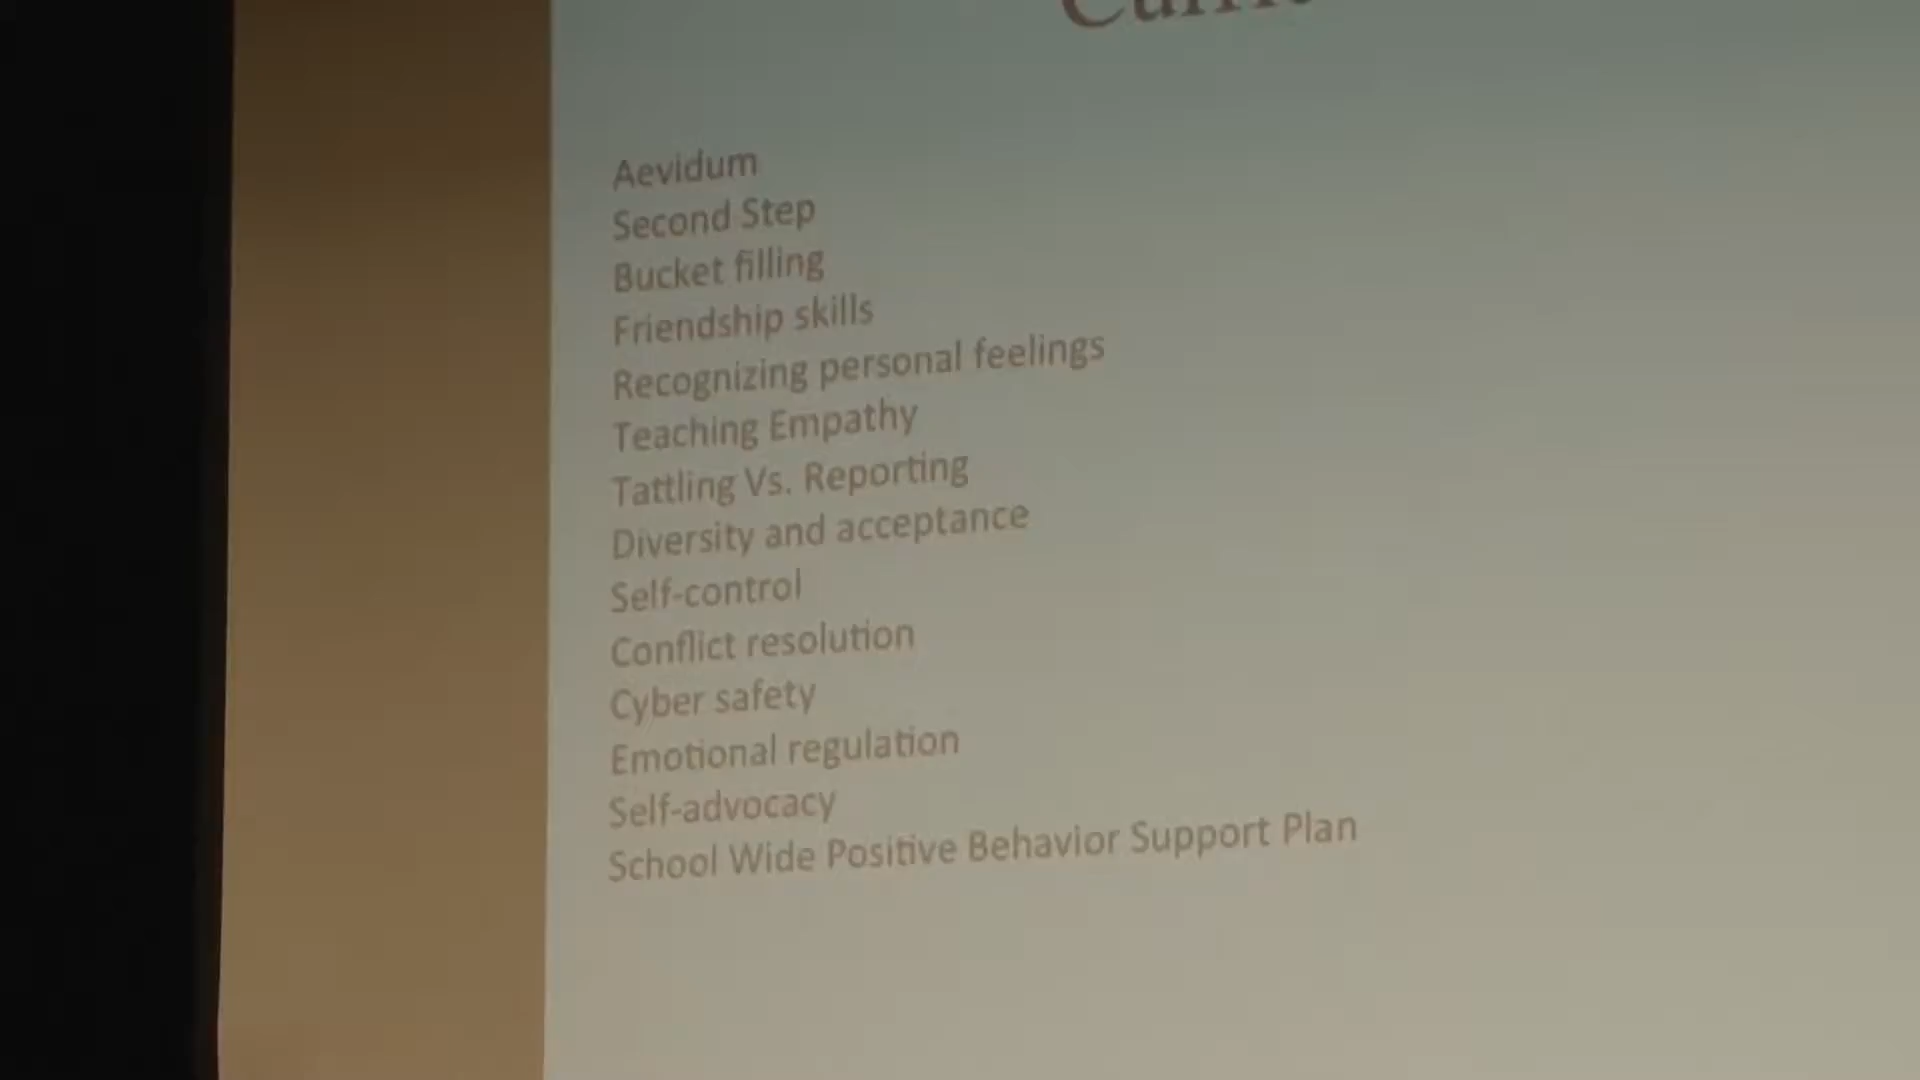 Aevidum
Second Step
Bucket filling
Friendship skills
Recognizing personal feelings
Teaching Empathy
Tattling Vs. Reporting
Diversity and acceptance
Self-control
Conflict resolution
Cyber safety
Emotional regulation
Self-advocacy
School Wide Positive Behavior Support Plan